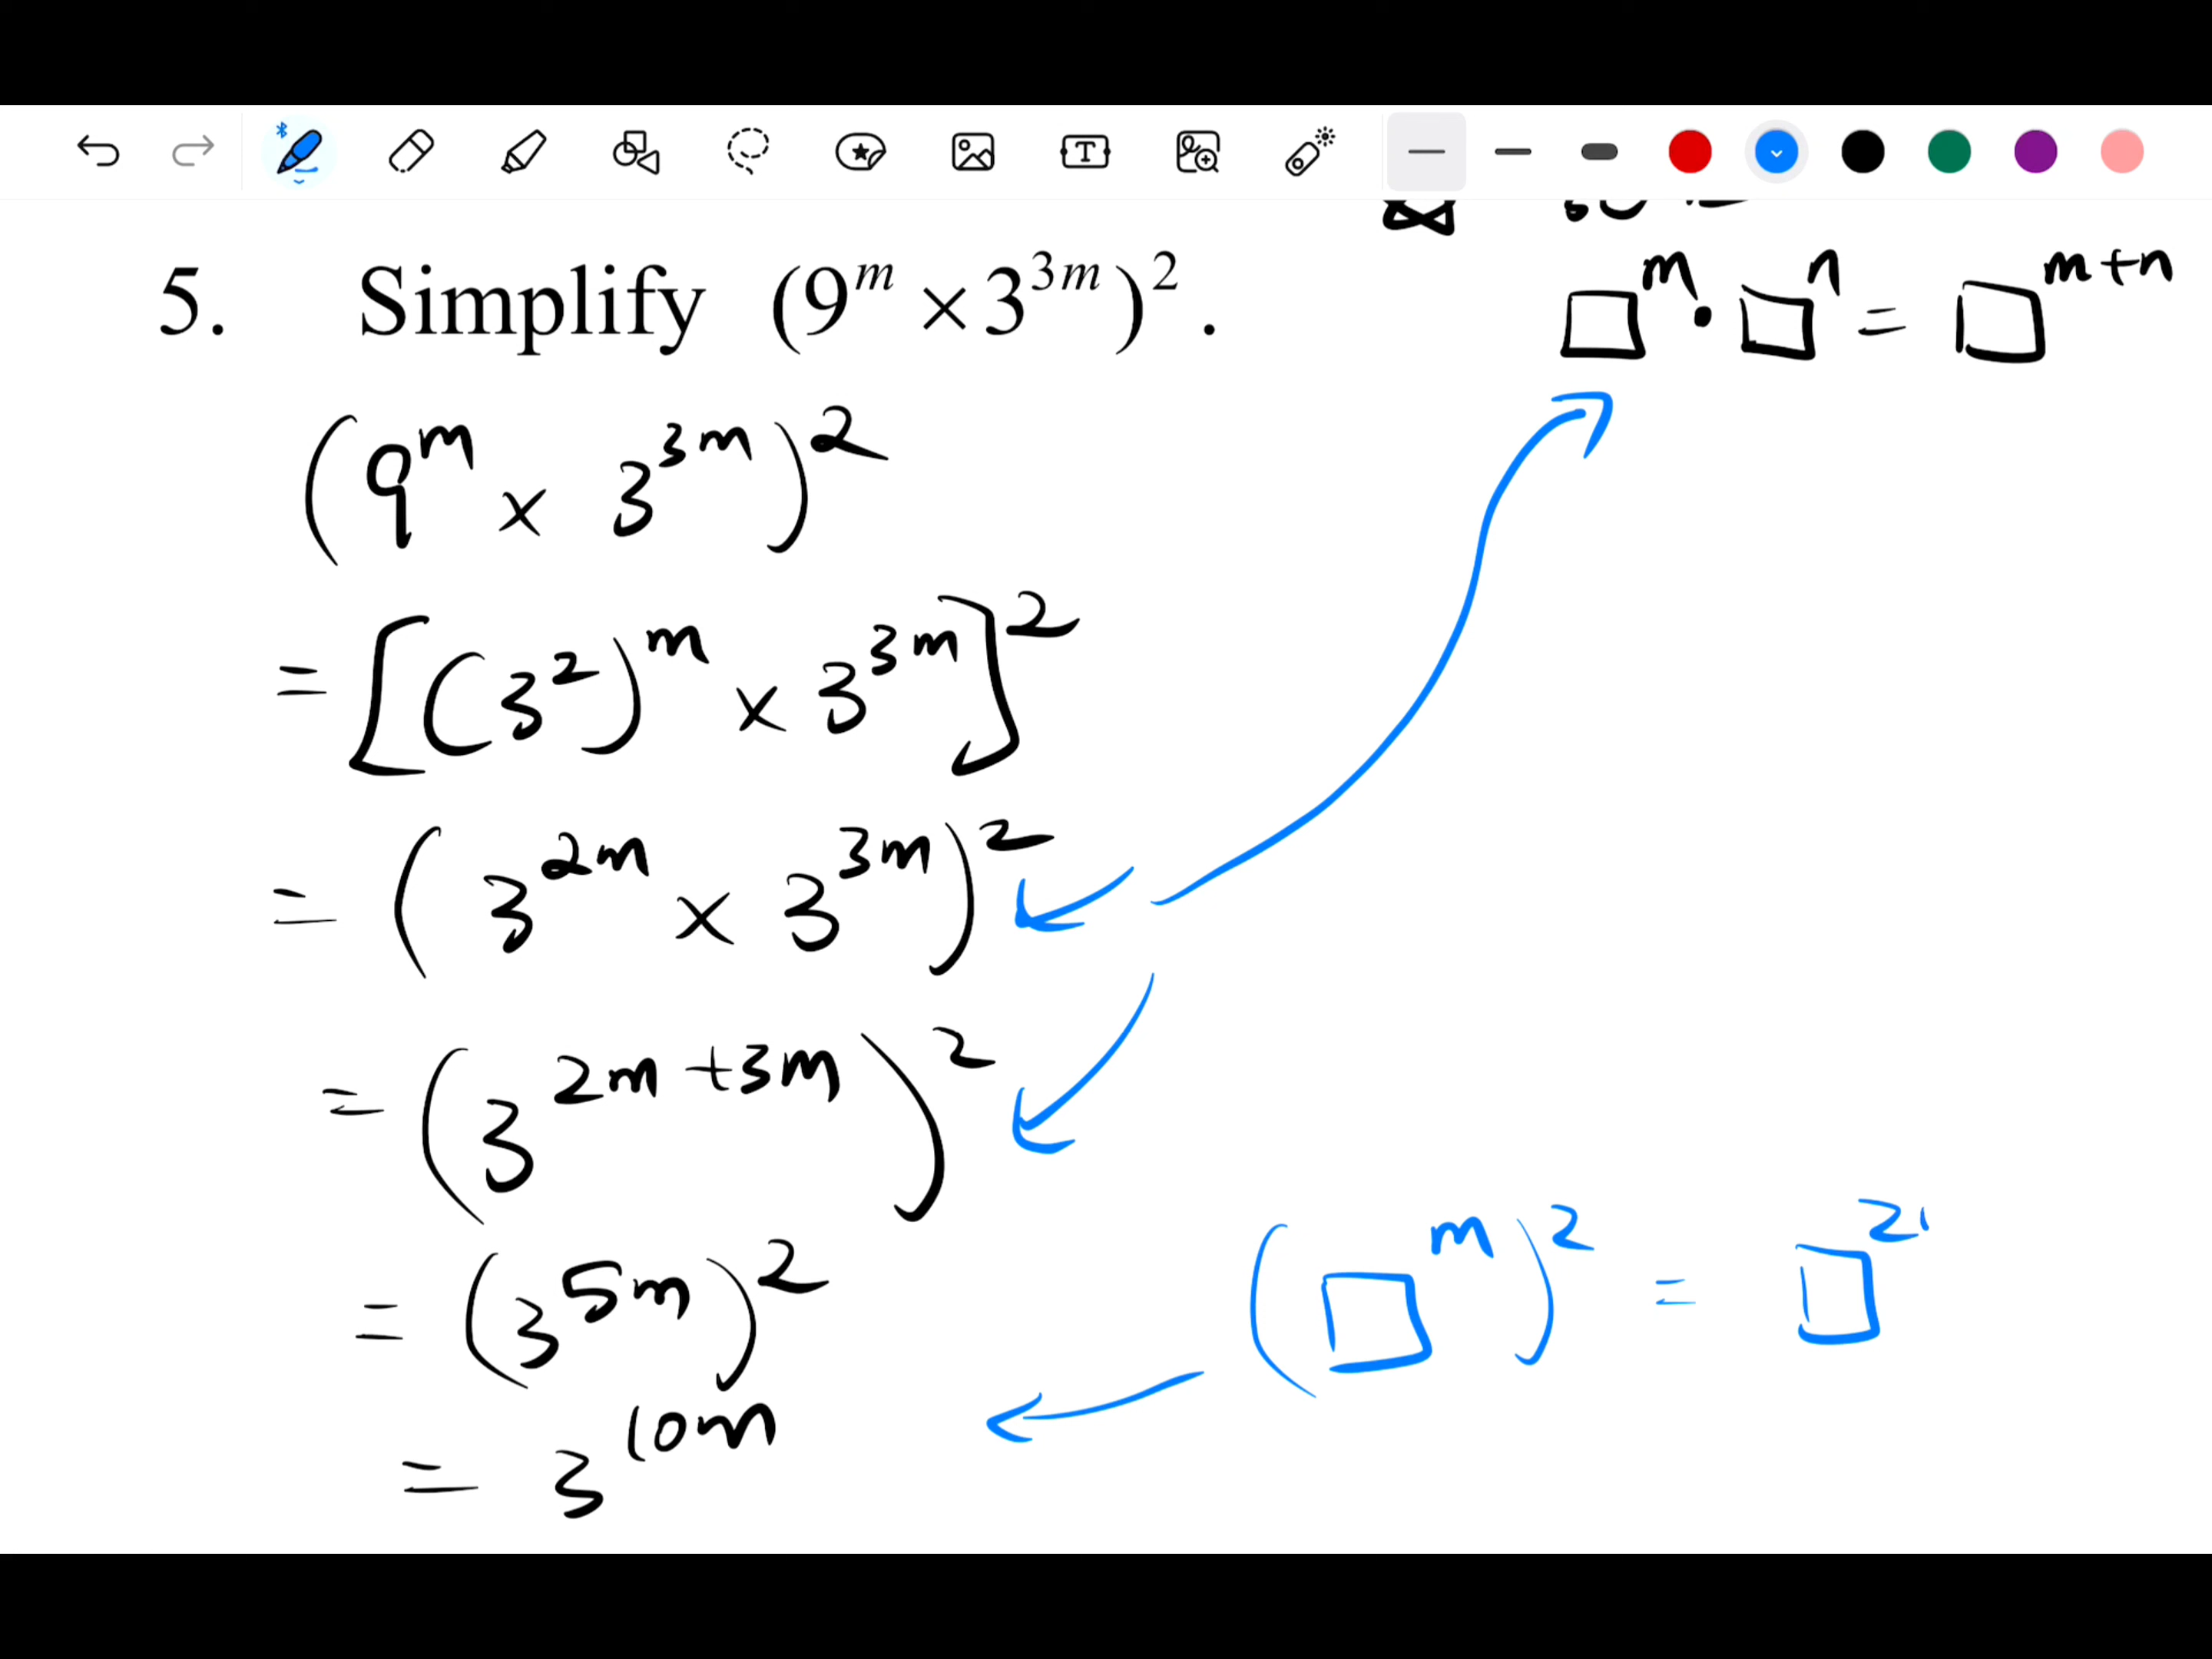 5. Simplify (9^m × 3^{3m})^2 .
□^m · □^n = □^{m+n}
(9^m × 3^{3m})^2
= [(3^2)^m × 3^{3m}]^2
= (3^{2m} × 3^{3m})^2
= (3^{2m+3m})^2
= (3^{5m})^2
(□^m)^2 = □^2
= 3^{10m}